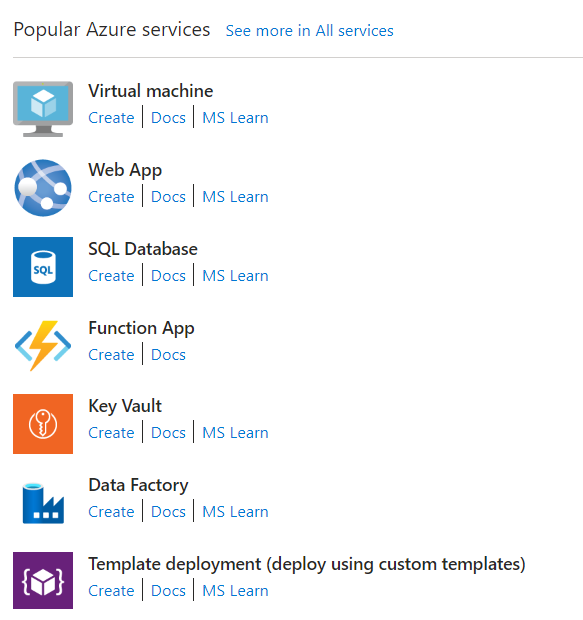 Popular Azure services See more in All services
Virtual machine
Create | Docs | MS Learn
Web App
Create | Docs | MS Learn
SQL
SQL Database
Create | Docs | MS Learn
Function App
Create | Docs
Key Vault
Create | Docs | MS Learn
Data Factory
Create | Docs | MS Learn
Template deployment (deploy using custom templates)
Create | Docs | MS Learn